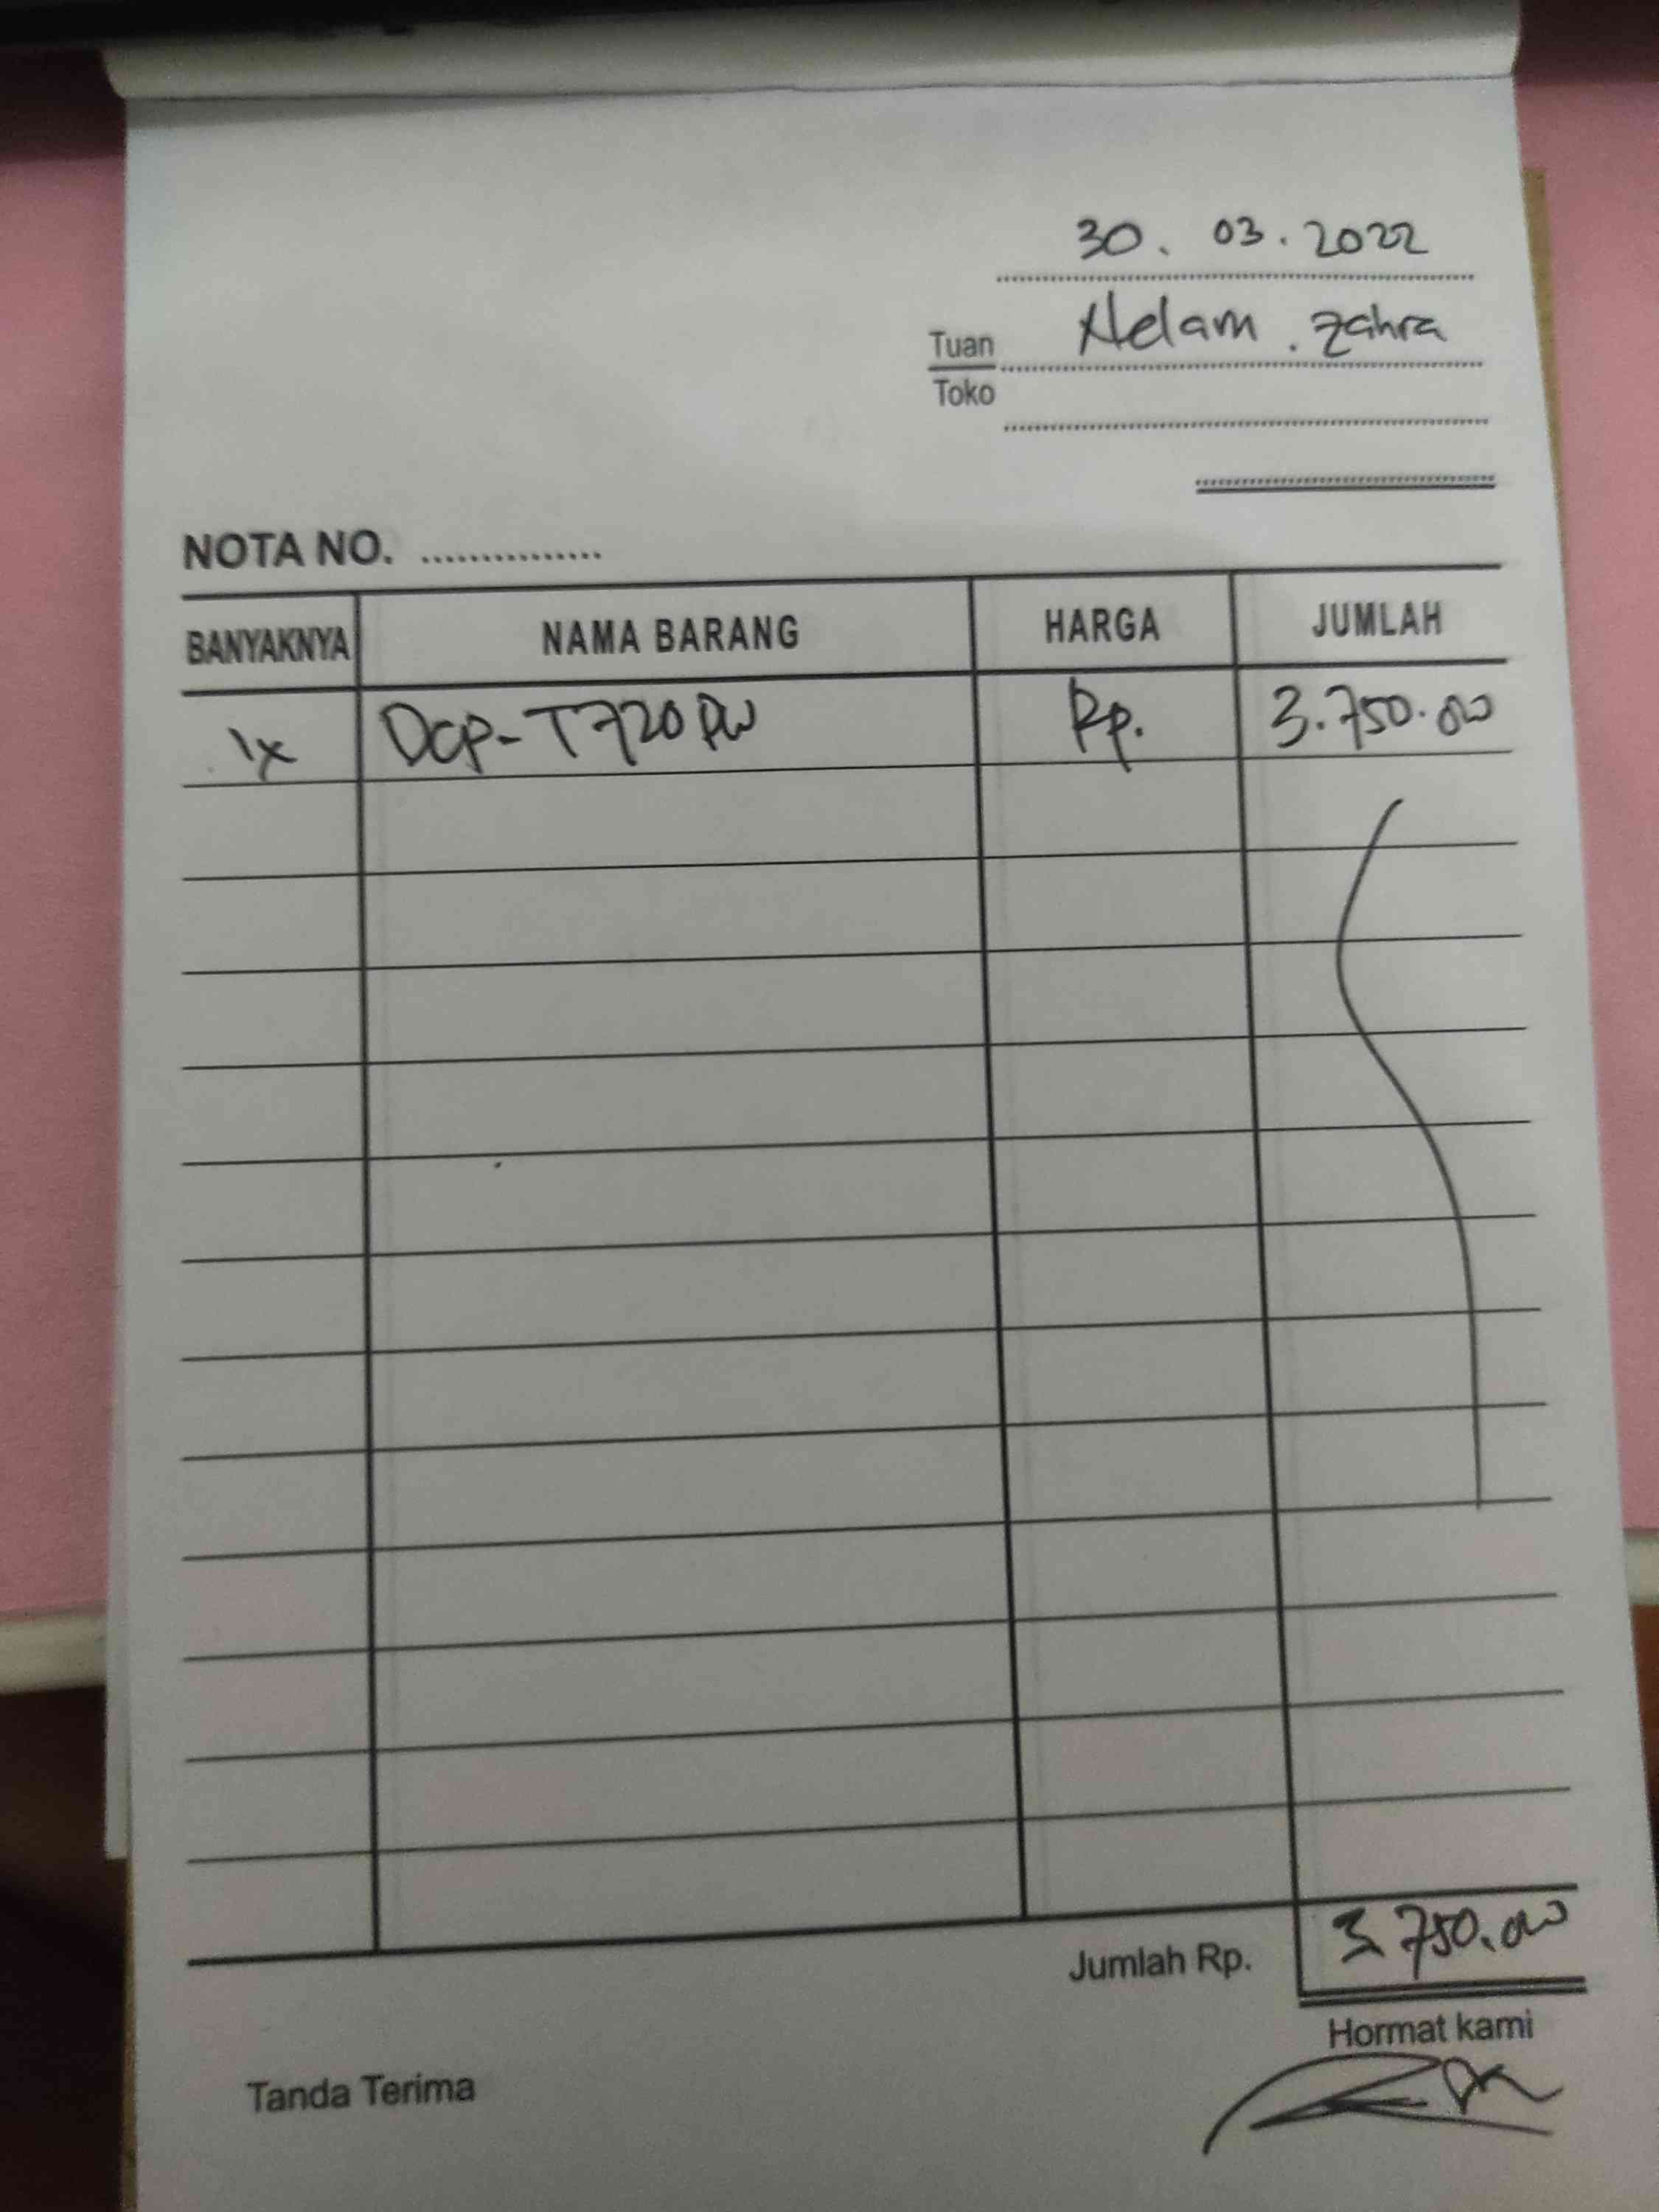 30. 03. 2022
Tuan Helam. Zahra
Toko
NOTA NO. ...............
BANYAKNYA NAMA BARANG HARGA JUMLAH
1x DCP-T720DW Rp. 3.750.000
Jumlah Rp. 3.750.000
Hormat kami
Tanda Terima